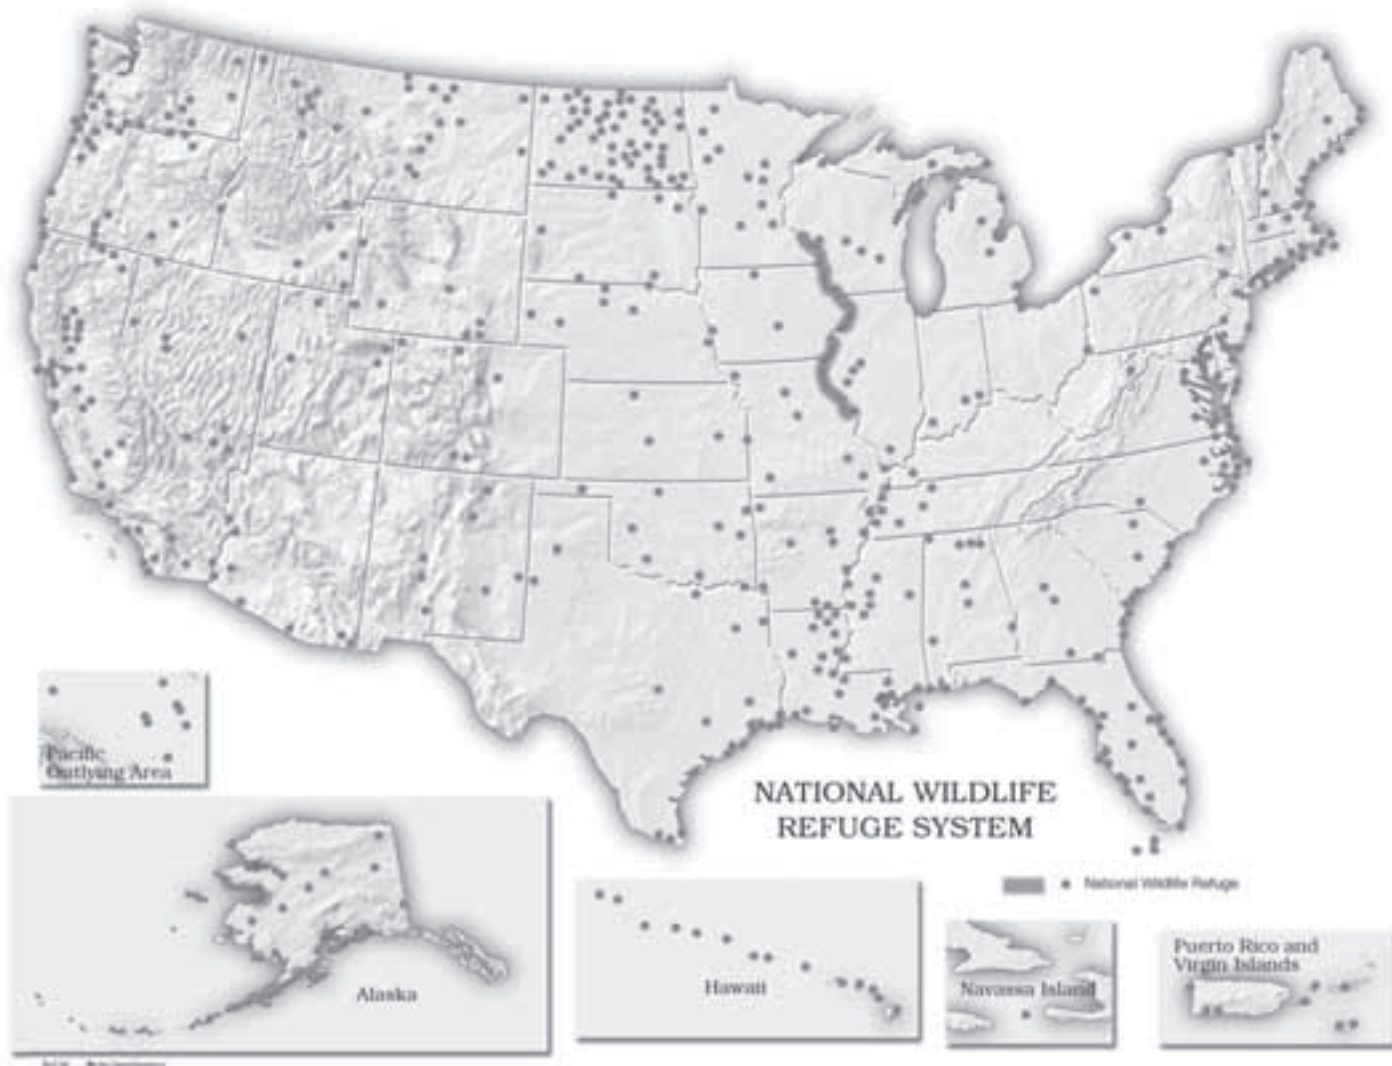 Pacific
Outlying Area
NATIONAL WILDLIFE
REFUGE SYSTEM
National Wildlife Refuge
Alaska
Hawaii
Navassa Island
Puerto Rico and
Virgin Islands